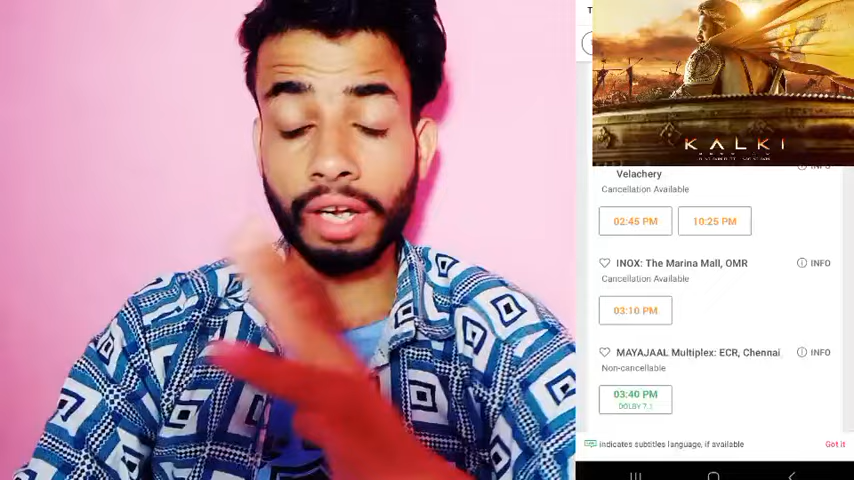 T
KALKI
INFO
Velachery
Cancellation Available
02:45 PM 10:25 PM
INOX: The Marina Mall, OMR INFO
Cancellation Available
03:10 PM
MAYAJAAL Multiplex: ECR, Chennai INFO
Non-cancellable
03:40 PM
DOLBY 7.1
indicates subtitles language, if available Got it